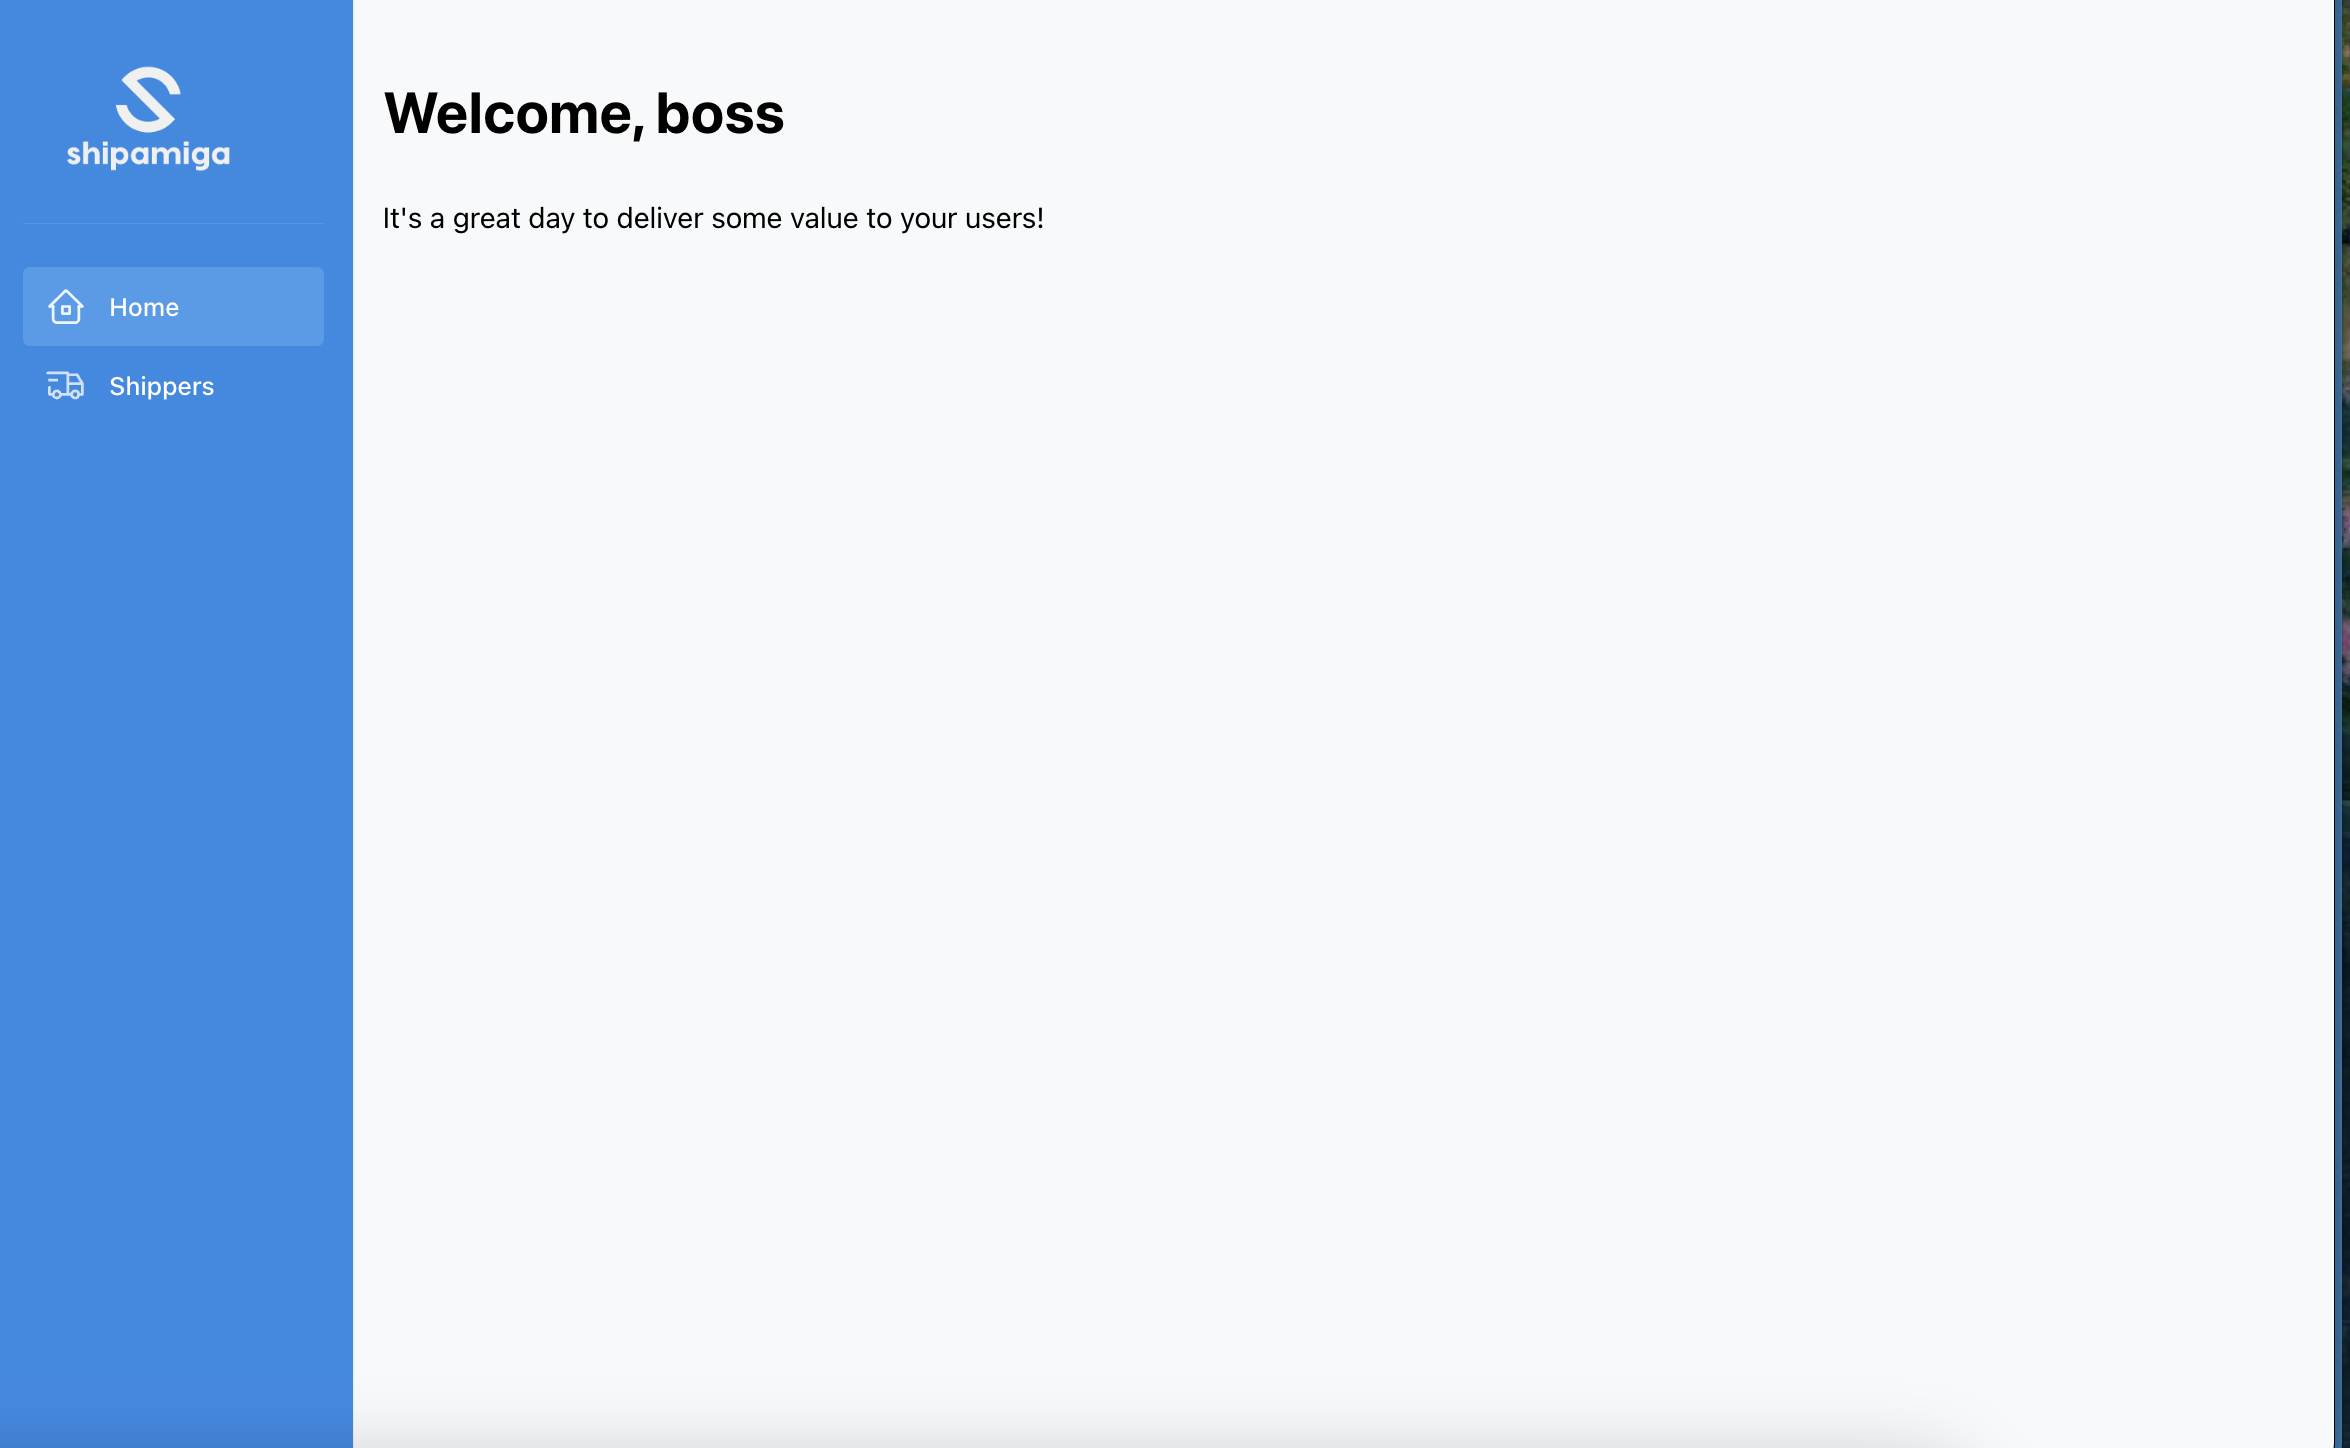 shipamiga
Home
Shippers
Welcome, boss
It's a great day to deliver some value to your users!